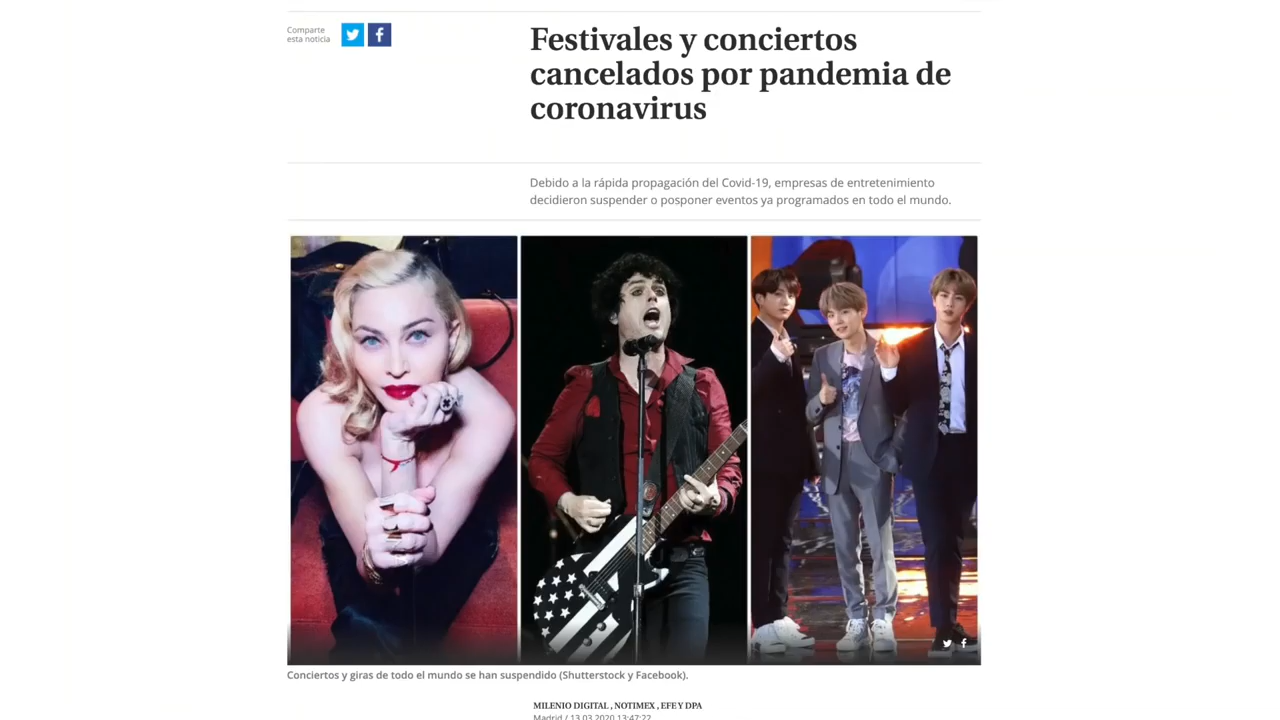 Comparte
esta noticia
Festivales y conciertos
cancelados por pandemia de
coronavirus
Debido a la rápida propagación del Covid-19, empresas de entretenimiento
decidieron suspender o posponer eventos ya programados en todo el mundo.
Conciertos y giras de todo el mundo se han suspendido (Shutterstock y Facebook).
MILENIO DIGITAL , NOTIMEX , EFE Y DPA
Madrid / 13.03.2020 13:47:22